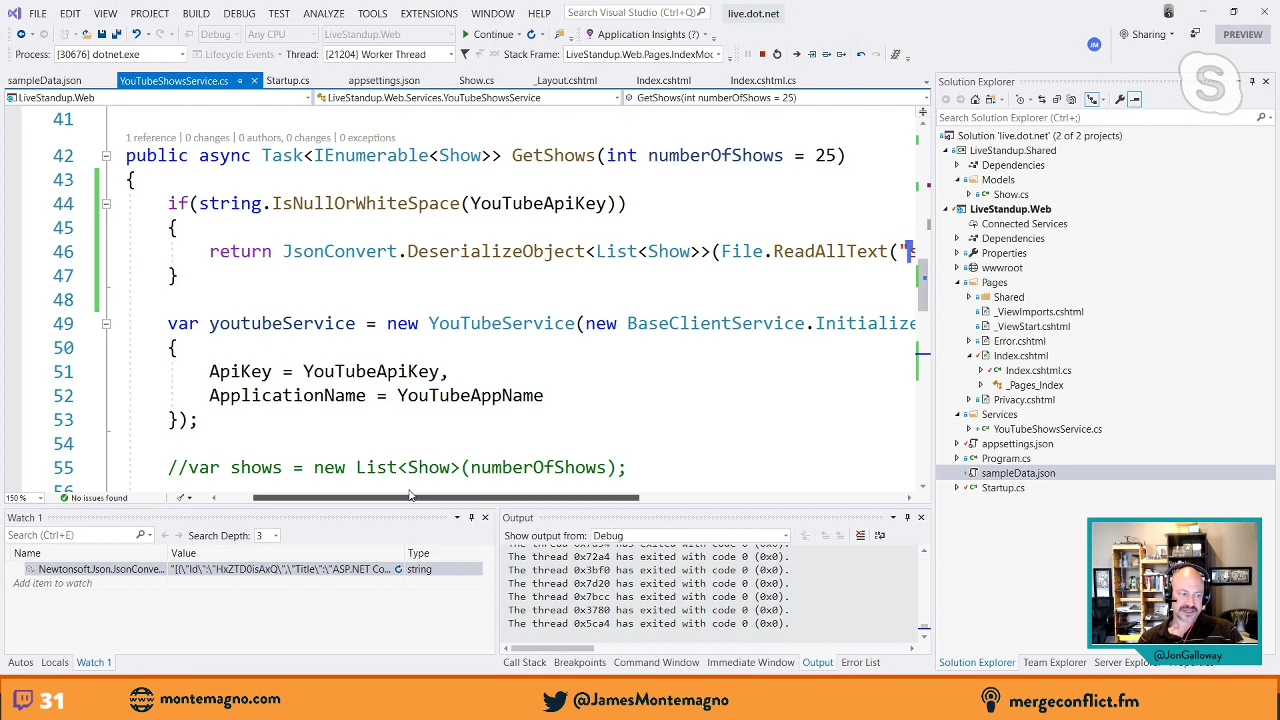 FILE EDIT VIEW PROJECT BUILD DEBUG TEST ANALYZE TOOLS EXTENSIONS WINDOW HELP Search Visual Studio (Ctrl+Q) live.dot.net
Debug Any CPU LiveStandup.Web Continue Application Insights (?) Sharing PREVIEW
Process: [30676] dotnet.exe Lifecycle Events Thread: [21204] Worker Thread Stack Frame: LiveStandup.Web.Pages.IndexModel JM
sampleData.json YouTubeShowsService.cs Startup.cs appsettings.json Show.cs _Layout.cshtml Index.cshtml Index.cshtml.cs
LiveStandup.Web LiveStandup.Web.Services.YouTubeShowsService GetShows(int numberOfShows = 25)
41
1 reference | 0 changes | 0 authors, 0 changes | 0 exceptions
42 public async Task<IEnumerable<Show>> GetShows(int numberOfShows = 25)
43 {
44 if(string.IsNullOrWhiteSpace(YouTubeApiKey))
45 {
46 return JsonConvert.DeserializeObject<List<Show>>(File.ReadAllText("s
47 }
48
49 var youtubeService = new YouTubeService(new BaseClientService.Initialize
50 {
51 ApiKey = YouTubeApiKey,
52 ApplicationName = YouTubeAppName
53 });
54
55 //var shows = new List<Show>(numberOfShows);
56
150 % No issues found
Solution Explorer
Search Solution Explorer (Ctrl+;)
Solution 'live.dot.net' (2 of 2 projects)
LiveStandup.Shared
Dependencies
Models
Show.cs
LiveStandup.Web
Connected Services
Dependencies
Properties
wwwroot
Pages
Shared
_ViewImports.cshtml
_ViewStart.cshtml
Error.cshtml
Index.cshtml
Index.cshtml.cs
_Pages_Index
Privacy.cshtml
Services
YouTubeShowsService.cs
appsettings.json
Program.cs
sampleData.json
Startup.cs
Watch 1
Search (Ctrl+E) Search Depth: 3
Name Value Type
NewtonsoftJsonJsonConve... "[{\"Id\":\"HxZTD0isAxQ\",\"Title\":\"ASP.NET Co... string
Add item to watch
Autos Locals Watch 1
Output
Show output from: Debug
The thread 0x72a4 has exited with code 0 (0x0).
The thread 0x3bf0 has exited with code 0 (0x0).
The thread 0x7d20 has exited with code 0 (0x0).
The thread 0x7bcc has exited with code 0 (0x0).
The thread 0x3780 has exited with code 0 (0x0).
The thread 0x5ca4 has exited with code 0 (0x0).
Call Stack Breakpoints Command Window Immediate Window Output Error List
@JonGalloway
Solution Explorer Team Explorer Server Explo
31 montemagno.com @JamesMontemagno mergeconflict.fm